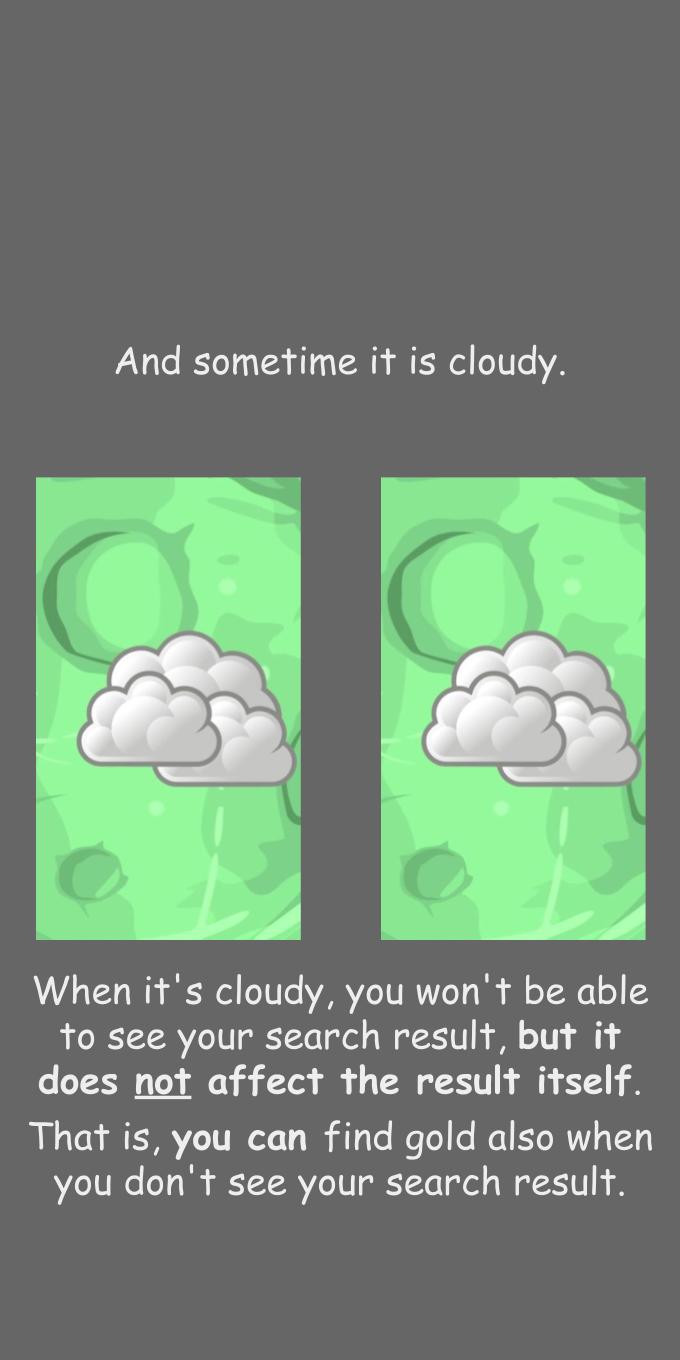 And sometime it is cloudy.
When it's cloudy, you won't be able
to see your search result, but it
does not affect the result itself.
That is, you can find gold also when
you don't see your search result.